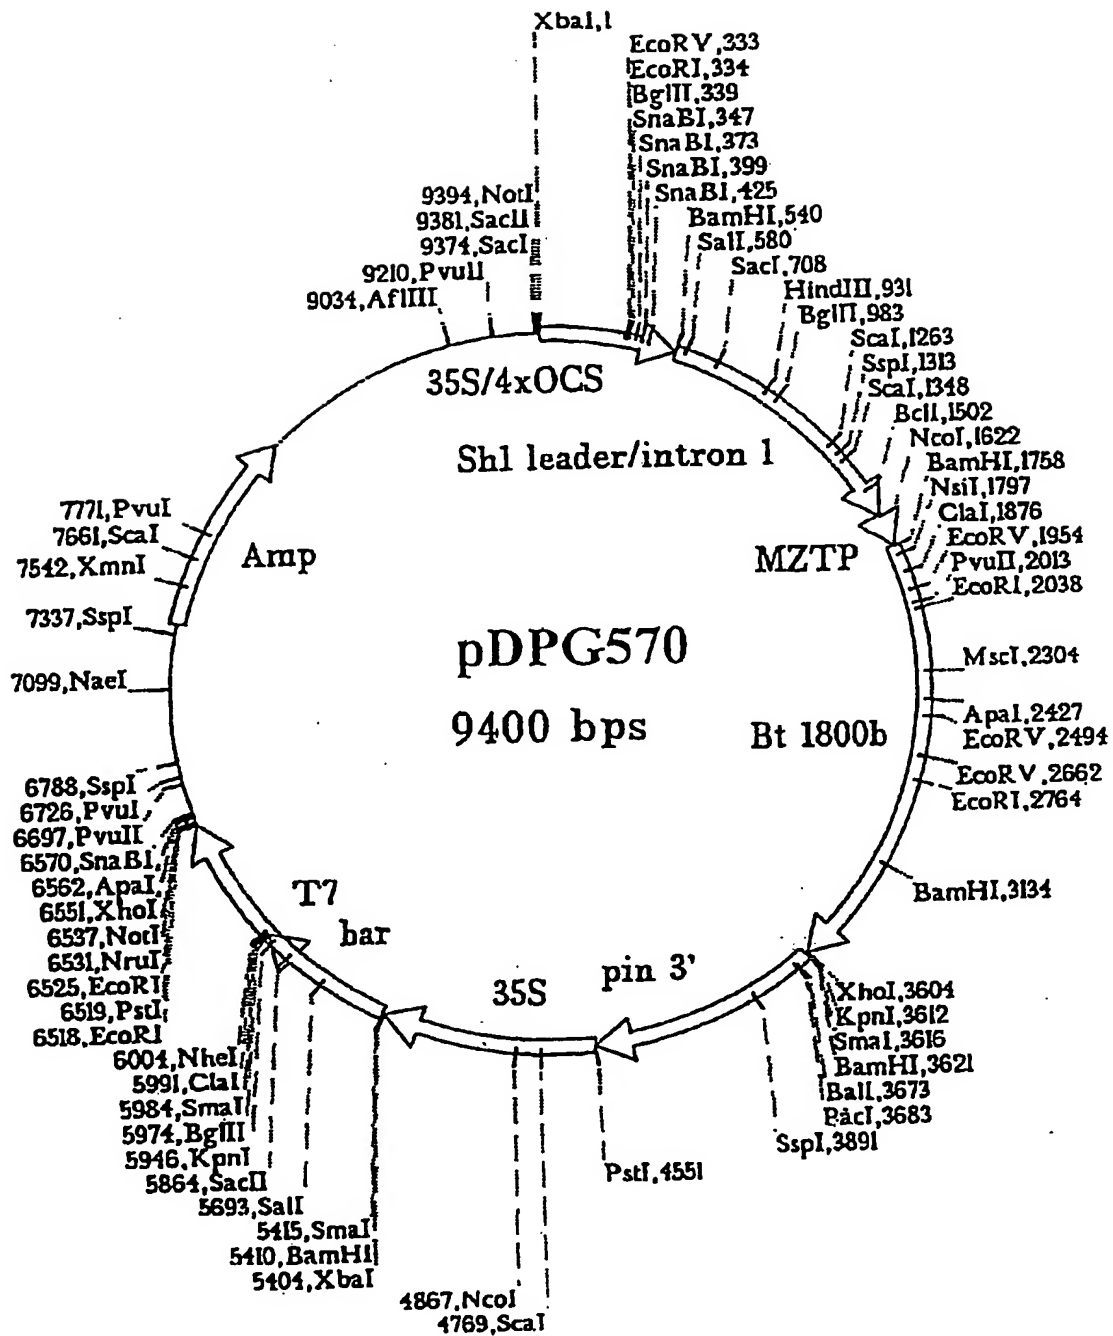 XbaI,1
EcoRV,333
EcoRI,334
BglII,339
SnaBI,347
SnaBI,373
SnaBI,399
SnaBI,425
BamHI,540
SalI,580
SacI,708
HindIII,931
BglII,983
ScaI,1263
SspI,1313
ScaI,1348
BclI,1502
NcoI,1622
BamHI,1758
NsiI,1797
ClaI,1876
EcoRV,1954
PvuII,2013
EcoRI,2038
MscI,2304
ApaI,2427
EcoRV,2494
EcoRV,2662
EcoRI,2764
BamHI,3134
XhoI,3604
KpnI,3612
SmaI,3616
BamHI,3621
BalI,3673
PacI,3683
SspI,3891
PstI,4551
4769,ScaI
4867,NcoI
5404,XbaI
5410,BamHI
5415,SmaI
5693,SalI
5864,SacII
5946,KpnI
5974,BglII
5984,SmaI
5991,ClaI
6004,NheI
6518,EcoRI
6519,PstI
6525,EcoRI
6531,NruI
6537,NotI
6551,XhoI
6562,ApaI
6570,SnaBI
6697,PvuII
6726,PvuI
6788,SspI
7099,NaeI
7337,SspI
7542,XmnI
7661,ScaI
7771,PvuI
9034,AflIII
9210,PvuII
9374,SacI
9381,SacII
9394,NotI
35S/4xOCS
Sh1 leader/intron 1
MZTP
Amp
pDPG570
9400 bps
Bt 1800b
T7
bar
35S
pin 3'